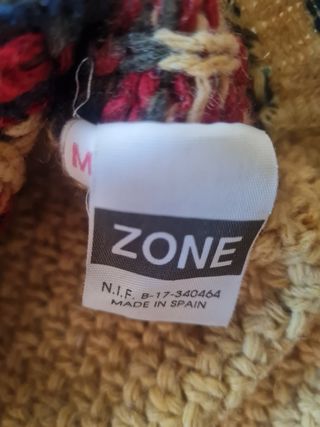 M
ZONE
N.I.F. B-17-340464
MADE IN SPAIN